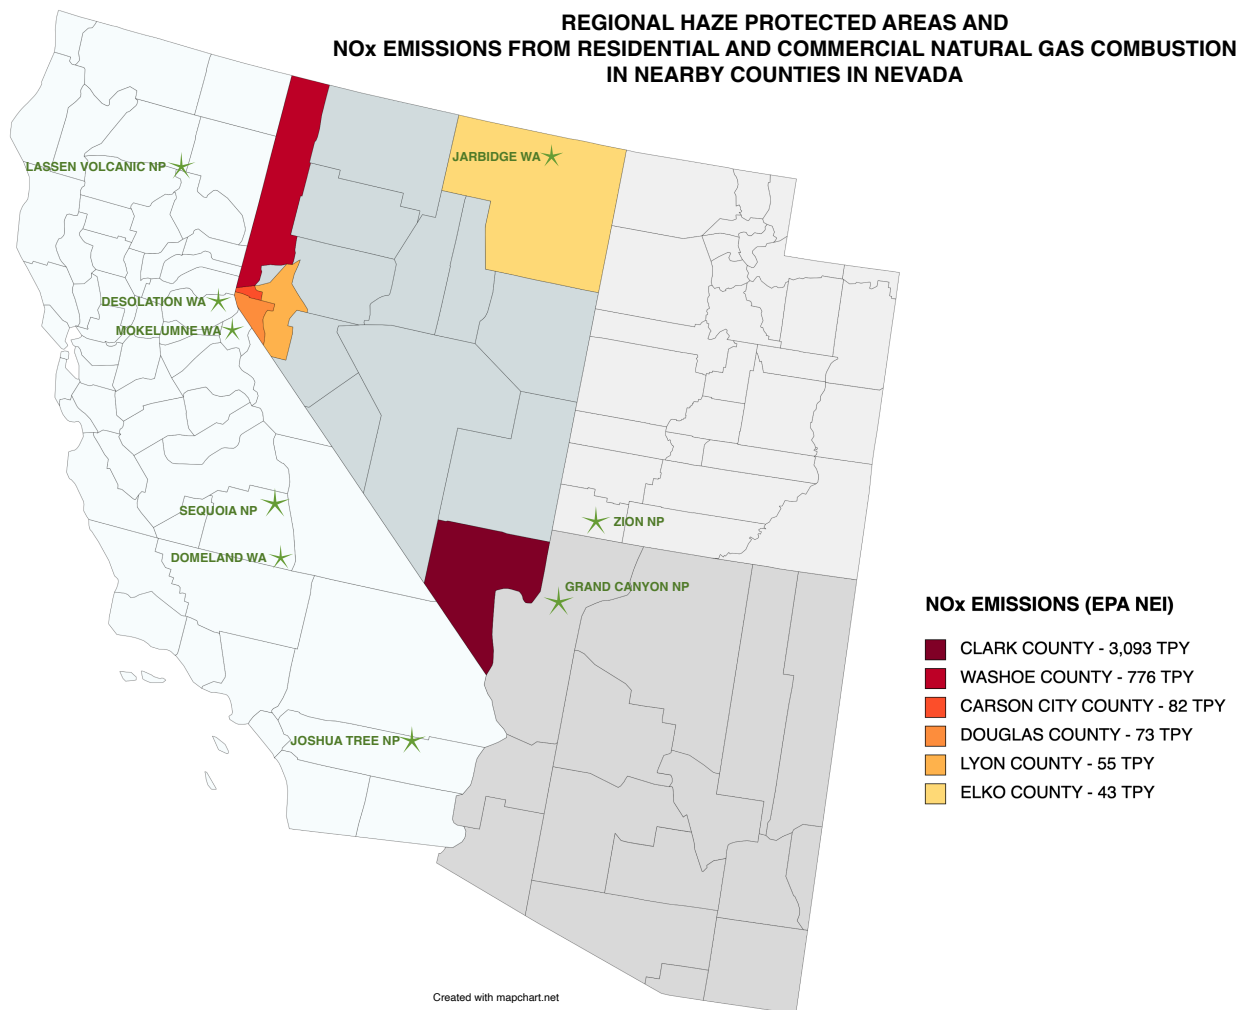 REGIONAL HAZE PROTECTED AREAS AND
NOx EMISSIONS FROM RESIDENTIAL AND COMMERCIAL NATURAL GAS COMBUSTION
IN NEARBY COUNTIES IN NEVADA
JARBIDGE WA
LASSEN VOLCANIC NP
DESOLATION WA
MOKELUMNE WA
SEQUOIA NP
ZION NP
DOMELAND WA
GRAND CANYON NP
JOSHUA TREE NP
NOx EMISSIONS (EPA NEI)
CLARK COUNTY - 3,093 TPY
WASHOE COUNTY - 776 TPY
CARSON CITY COUNTY - 82 TPY
DOUGLAS COUNTY - 73 TPY
LYON COUNTY - 55 TPY
ELKO COUNTY - 43 TPY
Created with mapchart.net